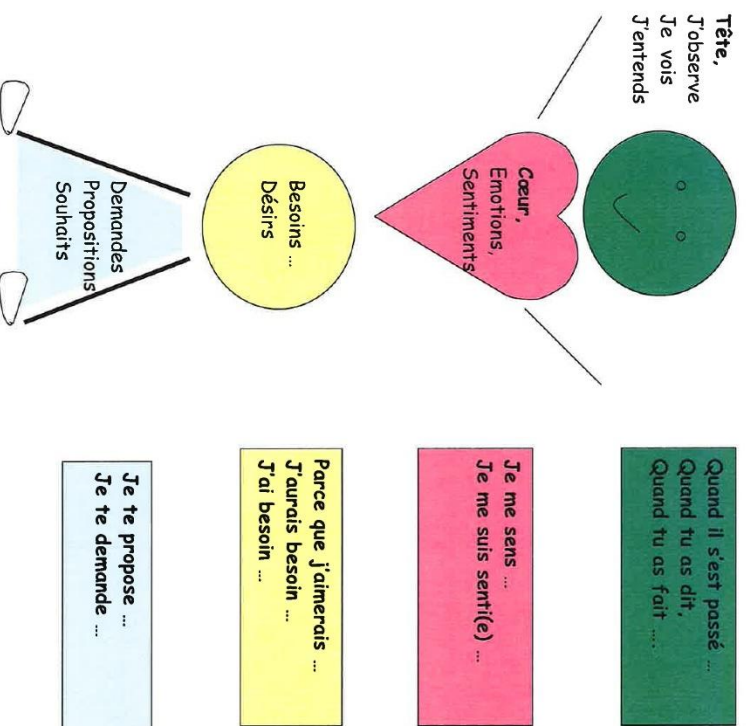 Tête,
J'observe
Je vois
J'entends
Quand il s'est passé ...
Quand tu as dit,
Quand tu as fait ....
Cœur,
Emotions,
Sentiments
Je me sens ...
Je me suis senti(e) ...
Besoins ...
Désirs
Parce que j'aimerais ...
J'aurais besoin ...
J'ai besoin ...
Demandes
Propositions
Souhaits
Je te propose ...
Je te demande ...